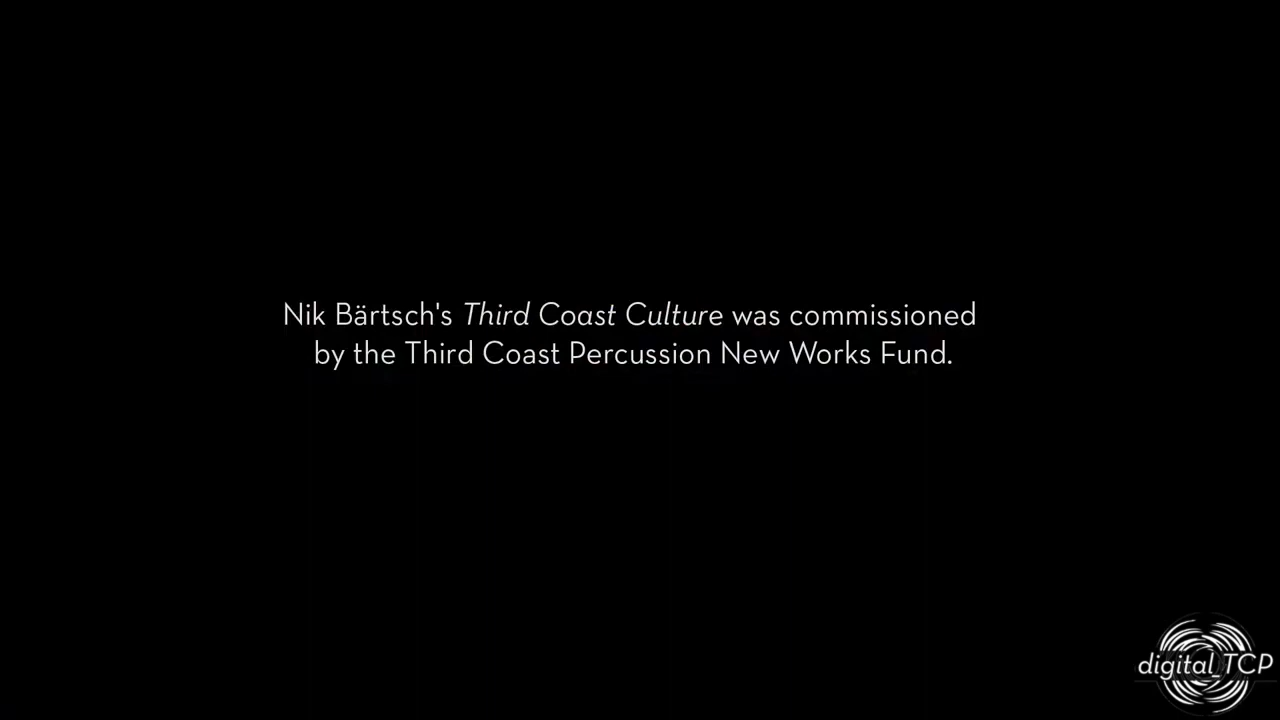 Nik Bärtsch's Third Coast Culture was commissioned
by the Third Coast Percussion New Works Fund.
digital_TCP